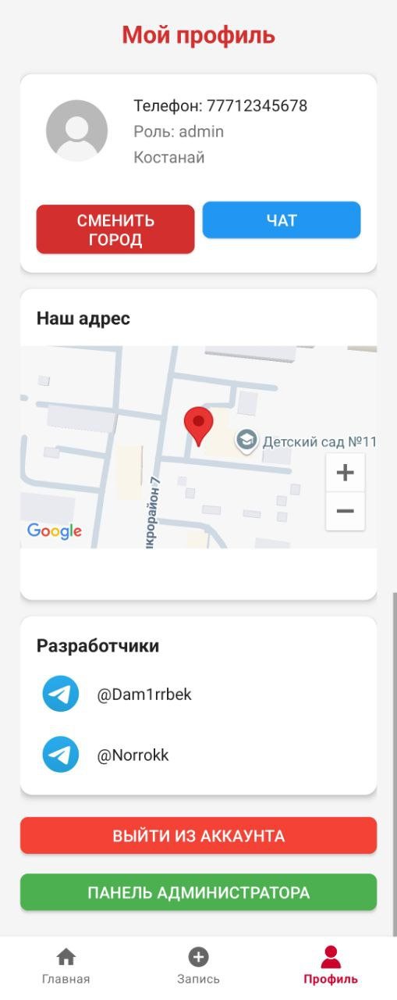 Мой профиль
Телефон: 77712345678
Роль: admin
Костанай
СМЕНИТЬ
ГОРОД
ЧАТ
Наш адрес
Детский сад №11
икрорайон 7
Google
Разработчики
@Dam1rrbek
@Norrokk
ВЫЙТИ ИЗ АККАУНТА
ПАНЕЛЬ АДМИНИСТРАТОРА
Главная
Запись
Профиль